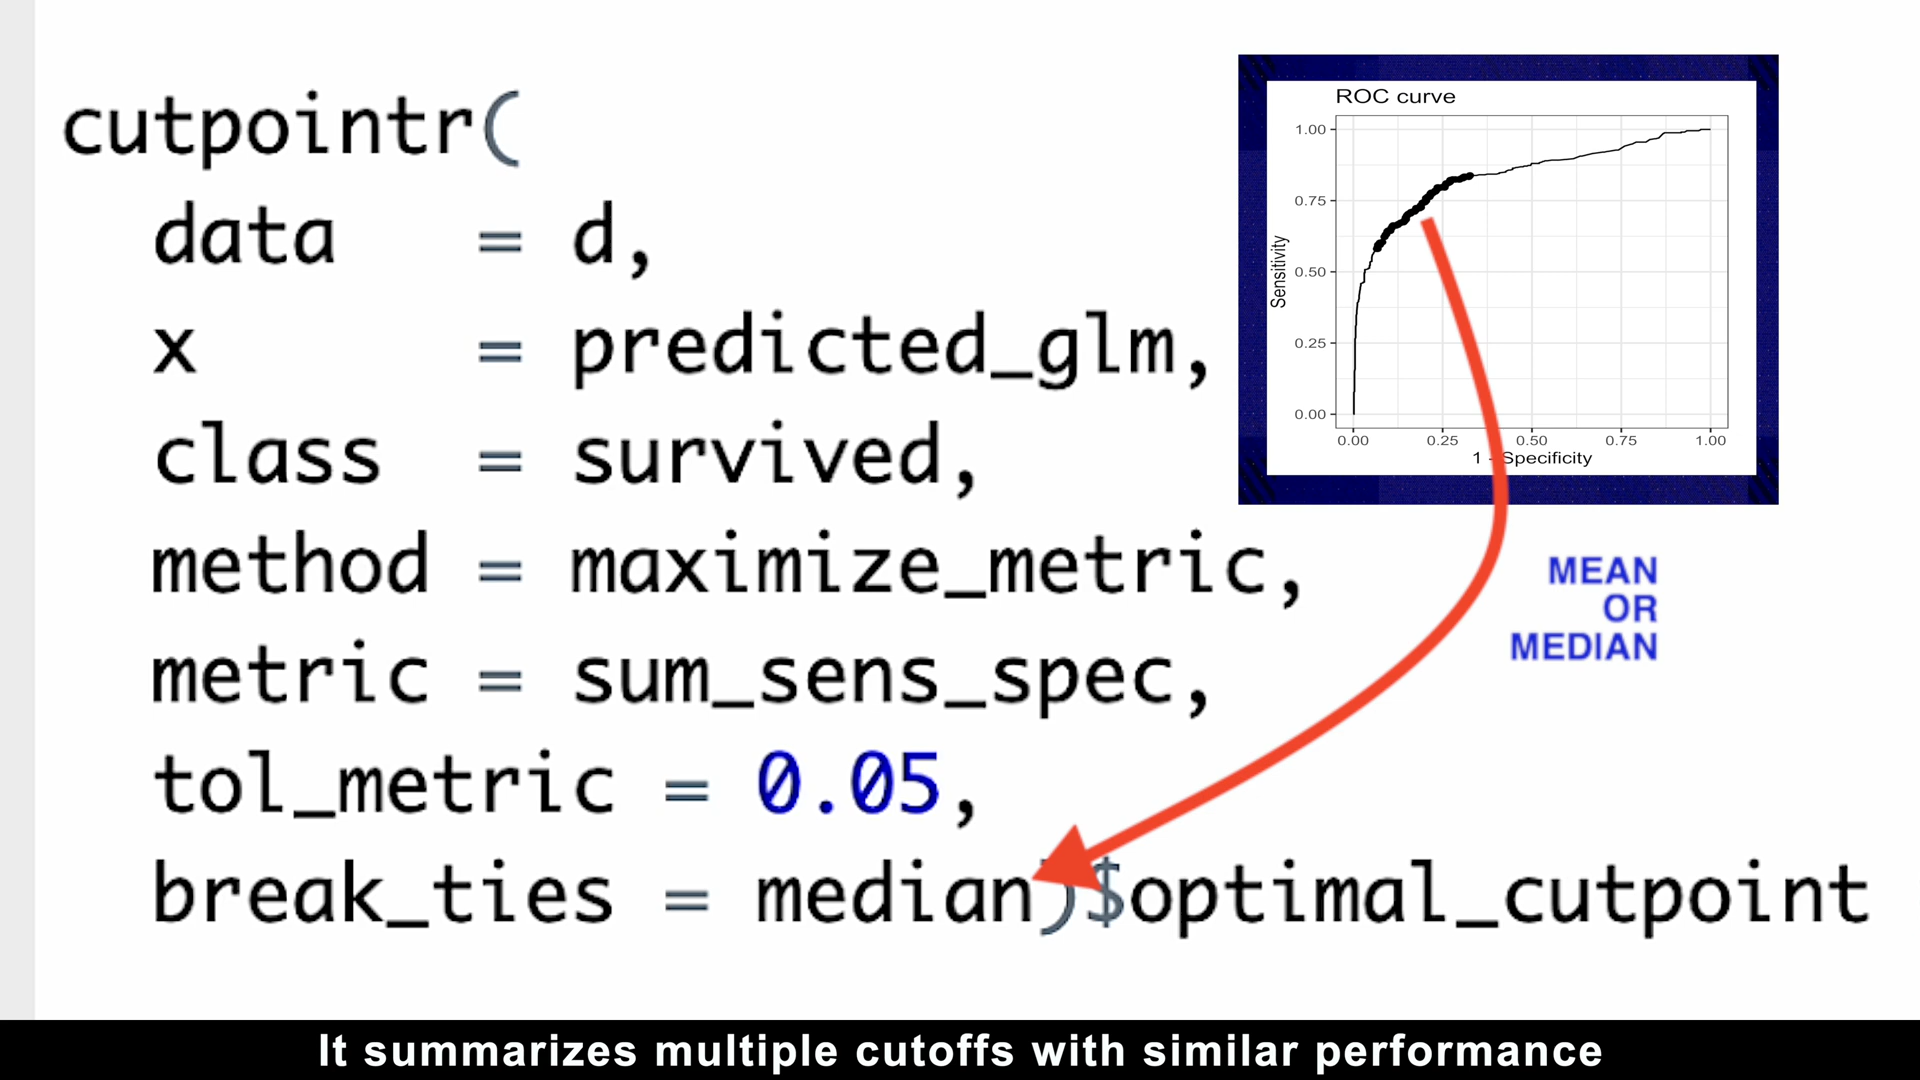 cutpointr(
data = d,
x = predicted_glm,
class = survived,
method = maximize_metric,
metric = sum_sens_spec,
tol_metric = 0.05,
break_ties = median)$optimal_cutpoint
ROC curve
1.00
0.75
0.50
0.25
0.00
Sensitivity
0.00 0.25 0.50 0.75 1.00
1 - Specificity
MEAN
OR
MEDIAN
It summarizes multiple cutoffs with similar performance